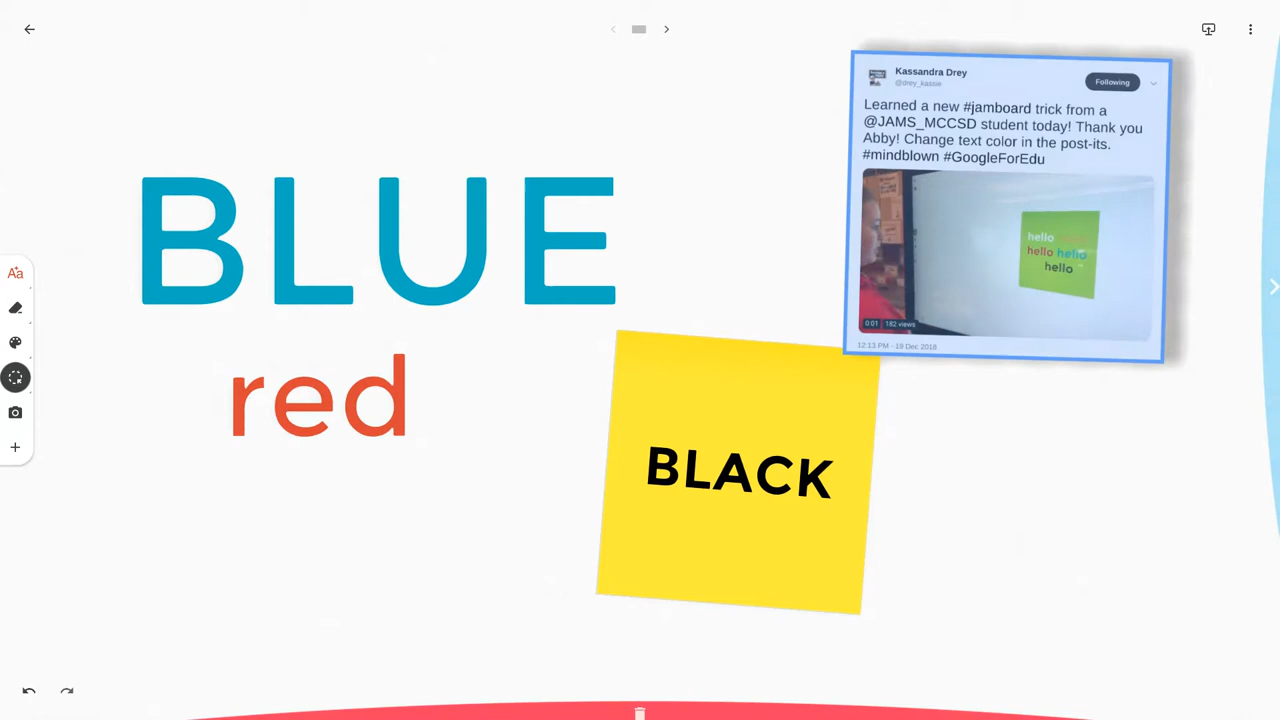 BLUE
red
BLACK
Kassandra Drey
@drey_kassie
Following
Learned a new #jamboard trick from a
@JAMS_MCCSD student today! Thank you
Abby! Change text color in the post-its.
#mindblown #GoogleForEdu
hello
hello hello
hello
0:01 182 views
12:13 PM - 19 Dec 2018
Aa